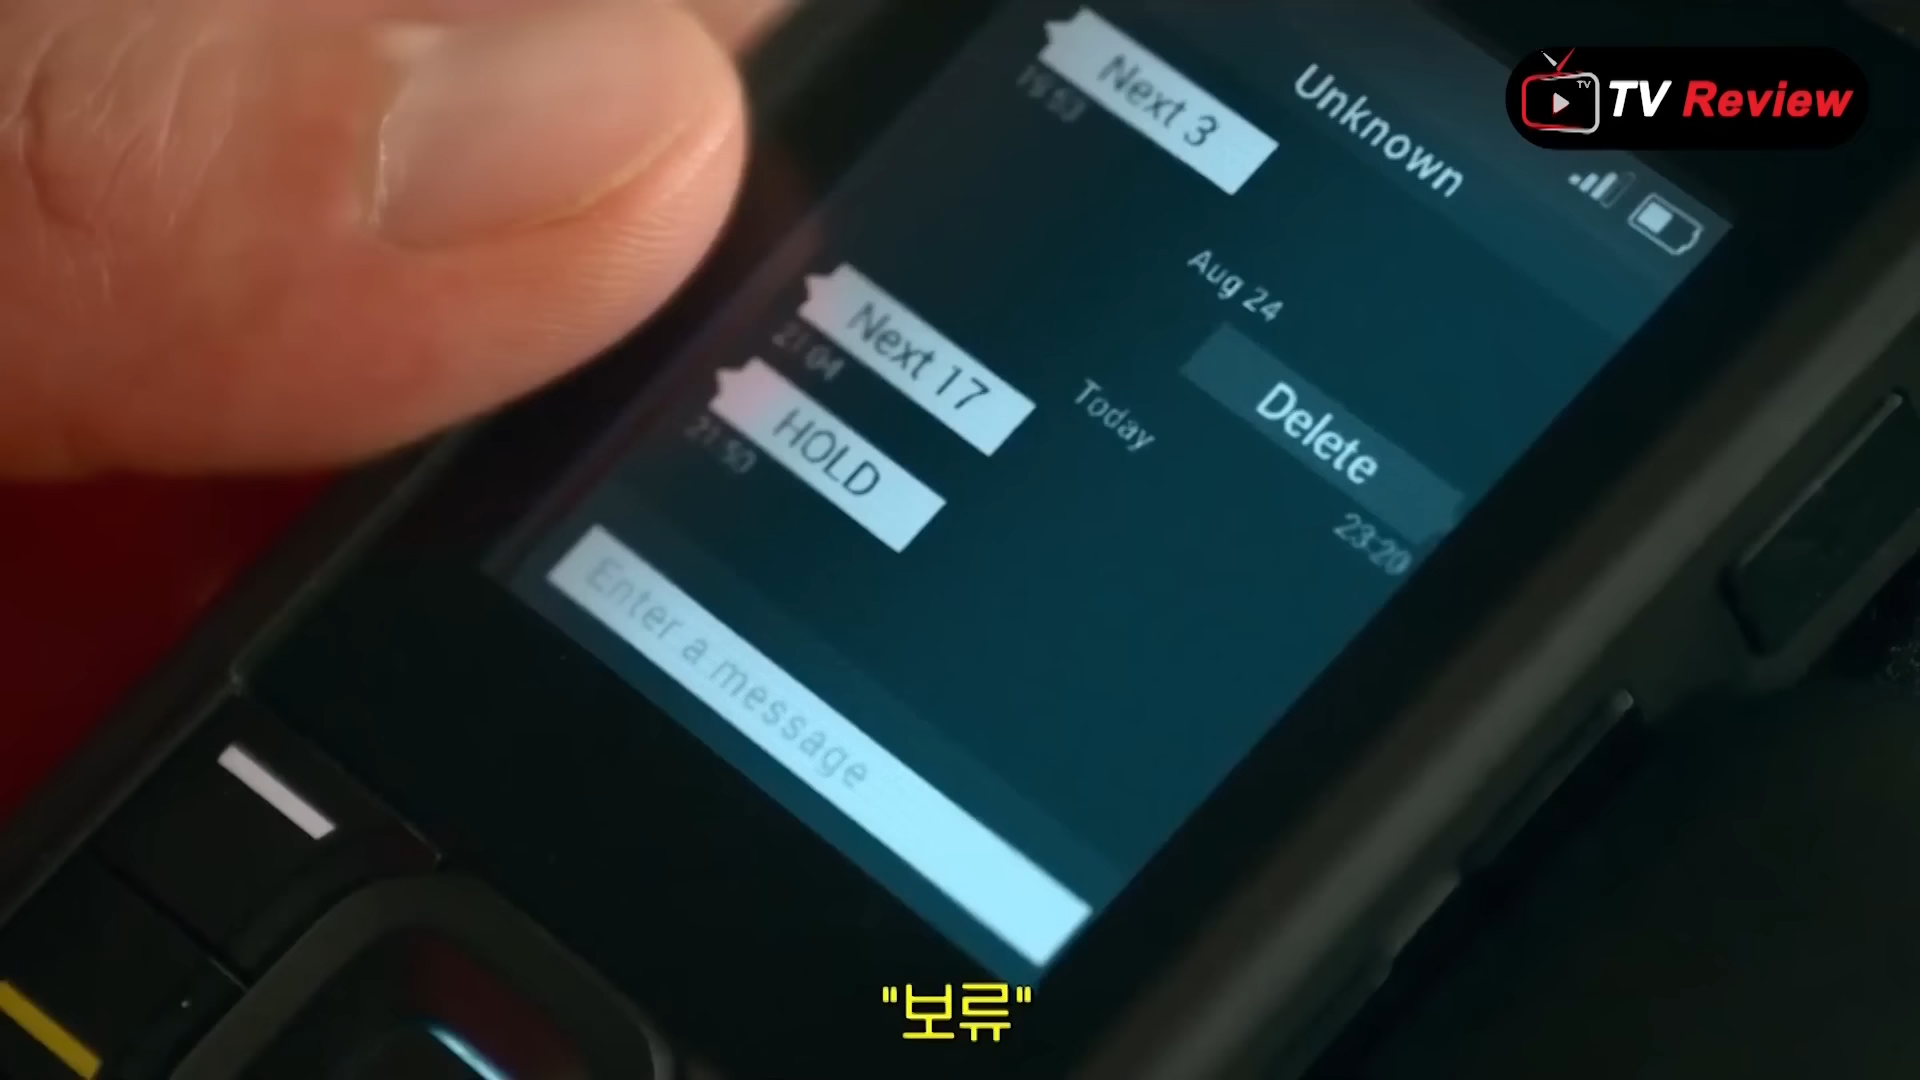 TV Review
Unknown
Next 3
19:53
Aug 24
Delete
23:20
Today
Next 17
21:04
HOLD
21:50
Enter a message
"보류"